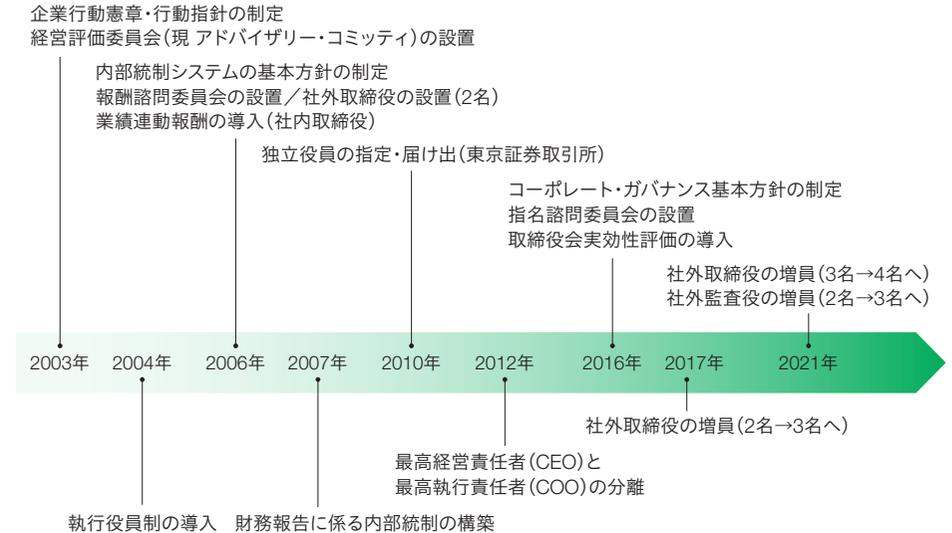 企業行動憲章・行動指針の制定
経営評価委員会（現 アドバイザリー・コミッティ）の設置
内部統制システムの基本方針の制定
報酬諮問委員会の設置／社外取締役の設置（2名）
業績連動報酬の導入（社内取締役）
独立役員の指定・届け出（東京証券取引所）
コーポレート・ガバナンス基本方針の制定
指名諮問委員会の設置
取締役会実効性評価の導入
社外取締役の増員（3名→4名へ）
社外監査役の増員（2名→3名へ）
2003年 2004年 2006年 2007年 2010年 2012年 2016年 2017年 2021年
社外取締役の増員（2名→3名へ）
最高経営責任者（CEO）と
最高執行責任者（COO）の分離
執行役員制の導入 財務報告に係る内部統制の構築